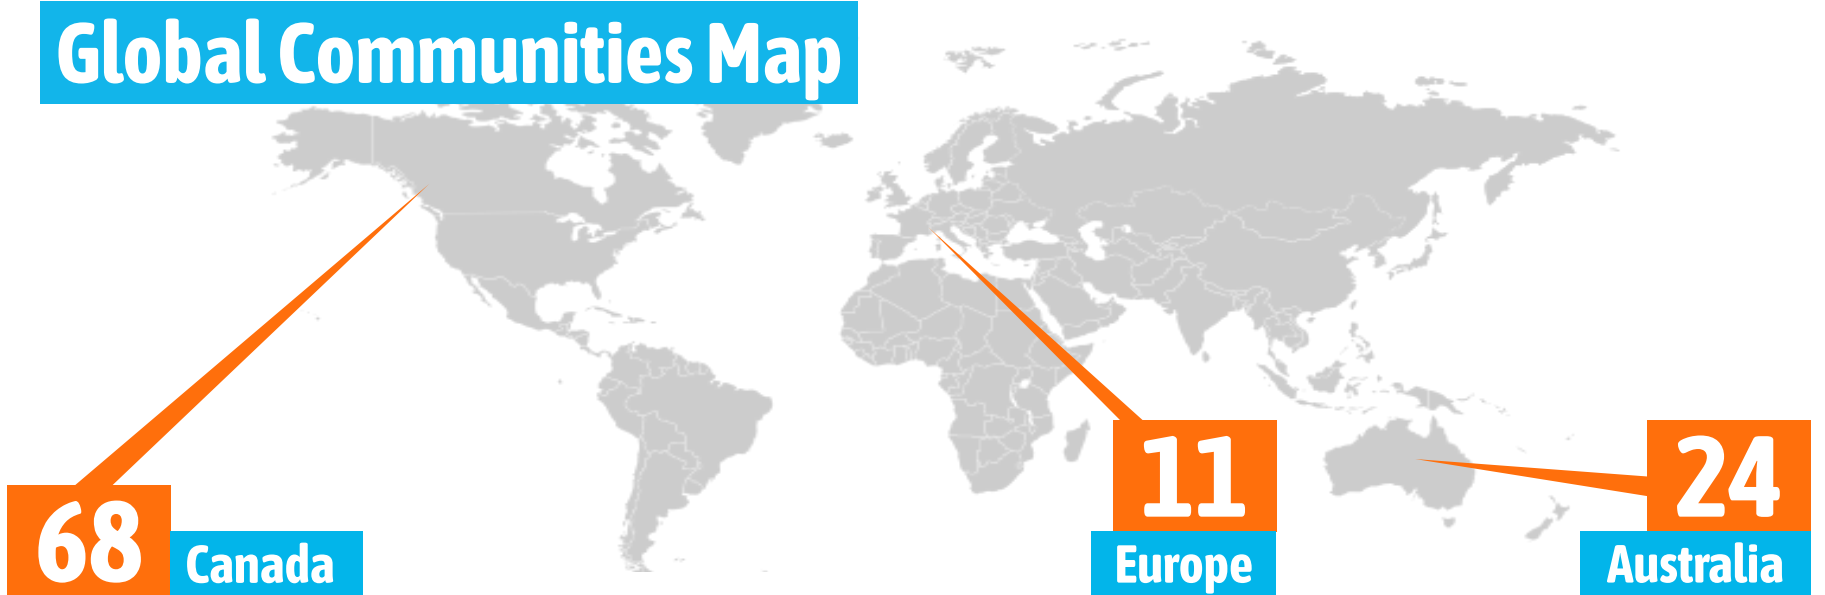 Global Communities Map
68
Canada
11
Europe
24
Australia